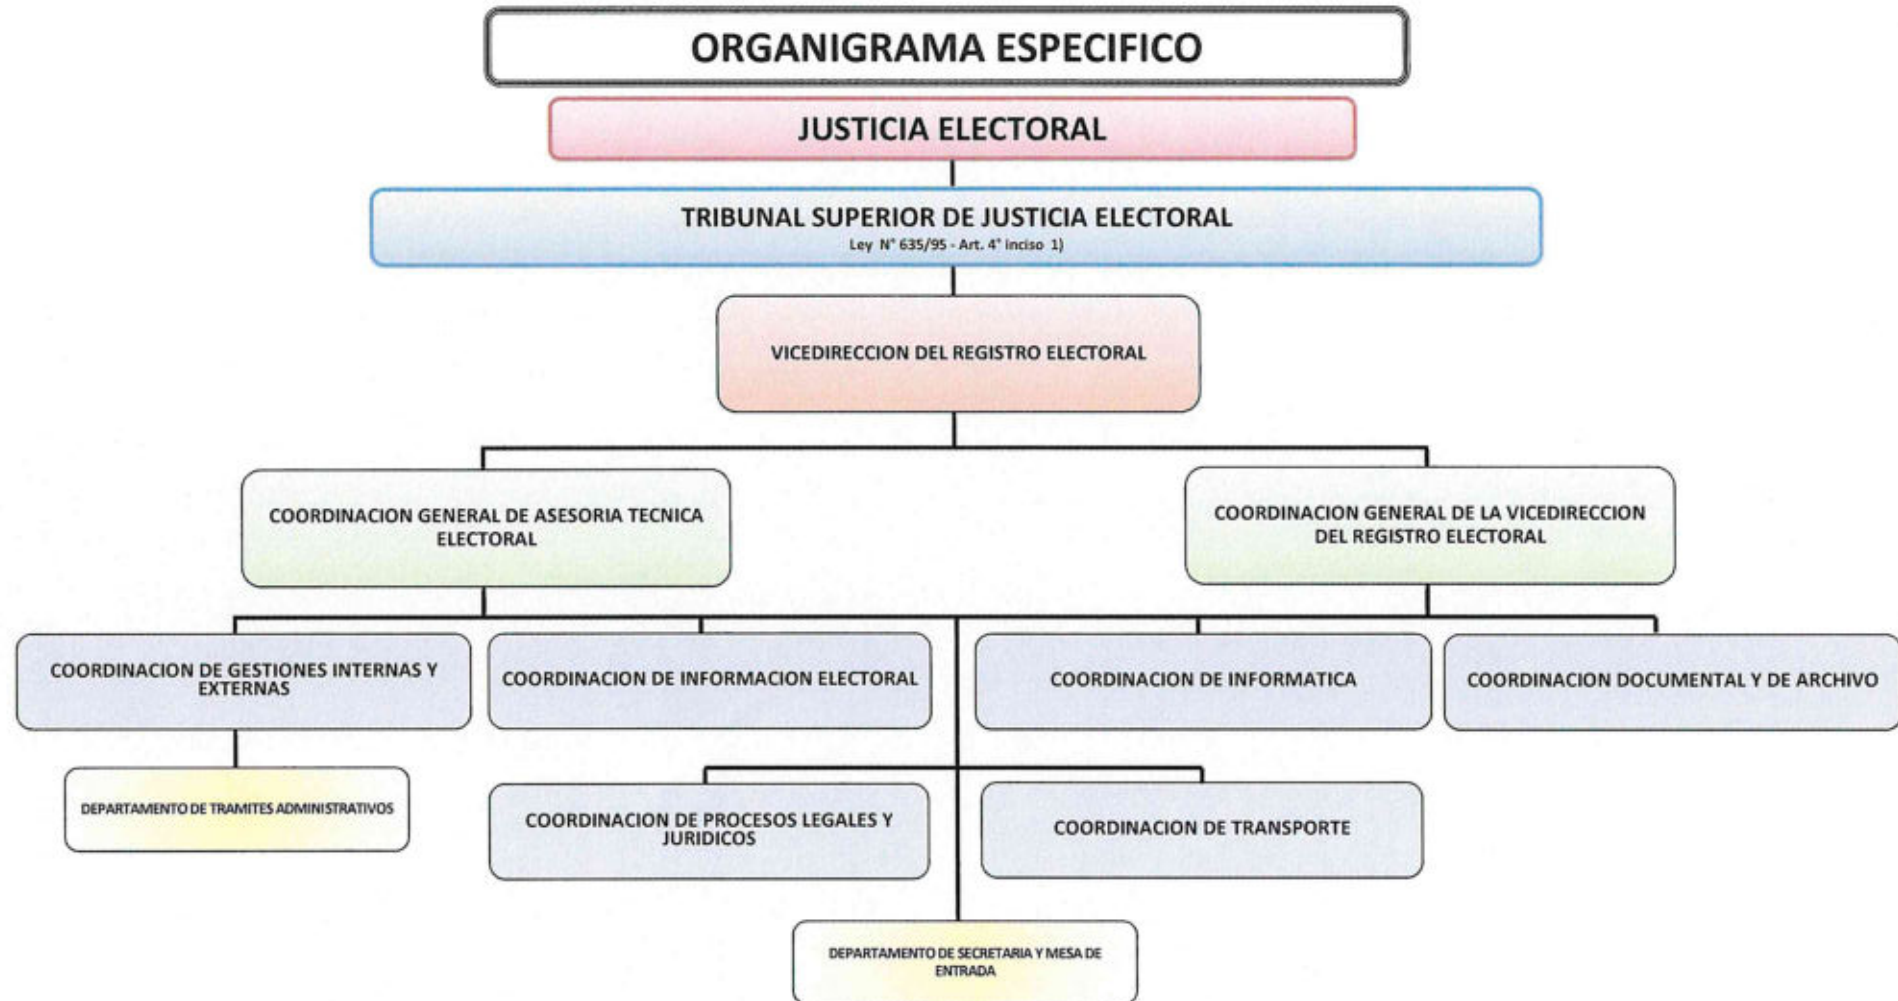 ORGANIGRAMA ESPECIFICO
JUSTICIA ELECTORAL
TRIBUNAL SUPERIOR DE JUSTICIA ELECTORAL
Ley N° 635/95 - Art. 4° inciso 1)
VICEDIRECCION DEL REGISTRO ELECTORAL
COORDINACION GENERAL DE ASESORIA TECNICA
ELECTORAL
COORDINACION GENERAL DE LA VICEDIRECCION
DEL REGISTRO ELECTORAL
COORDINACION DE GESTIONES INTERNAS Y
EXTERNAS
COORDINACION DE INFORMACION ELECTORAL
COORDINACION DE INFORMATICA
COORDINACION DOCUMENTAL Y DE ARCHIVO
DEPARTAMENTO DE TRAMITES ADMINISTRATIVOS
COORDINACION DE PROCESOS LEGALES Y
JURIDICOS
COORDINACION DE TRANSPORTE
DEPARTAMENTO DE SECRETARIA Y MESA DE
ENTRADA